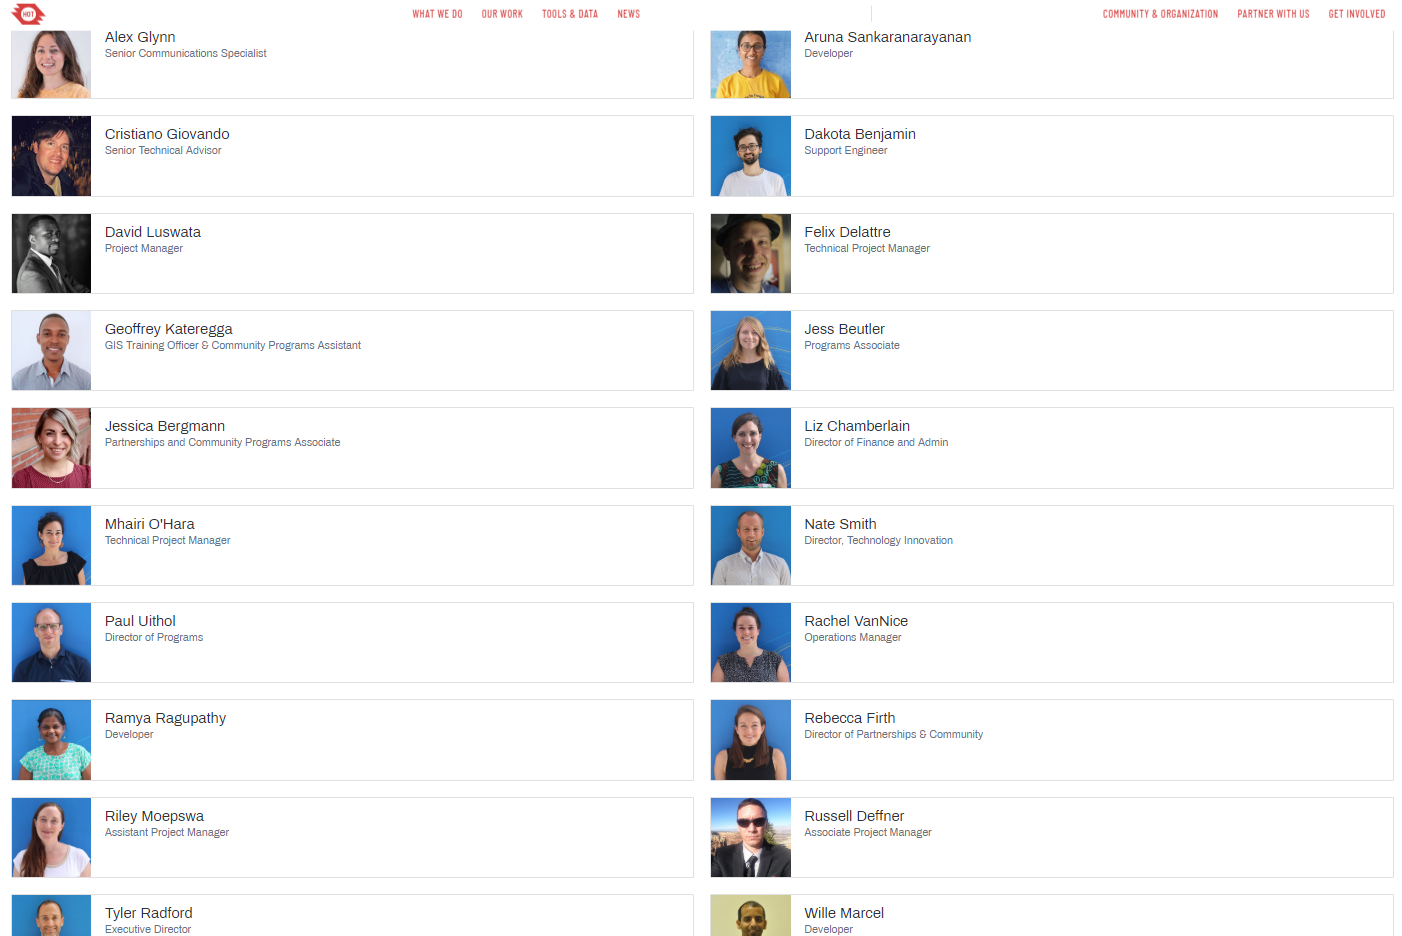 HOT
WHAT WE DO
OUR WORK
TOOLS & DATA
NEWS
COMMUNITY & ORGANIZATION
PARTNER WITH US
GET INVOLVED
Alex Glynn
Senior Communications Specialist
Aruna Sankaranarayanan
Developer
Cristiano Giovando
Senior Technical Advisor
Dakota Benjamin
Support Engineer
David Luswata
Project Manager
Felix Delattre
Technical Project Manager
Geoffrey Kateregga
GIS Training Officer & Community Programs Assistant
Jess Beutler
Programs Associate
Jessica Bergmann
Partnerships and Community Programs Associate
Liz Chamberlain
Director of Finance and Admin
Mhairi O'Hara
Technical Project Manager
Nate Smith
Director, Technology Innovation
Paul Uithol
Director of Programs
Rachel VanNice
Operations Manager
Ramya Ragupathy
Developer
Rebecca Firth
Director of Partnerships & Community
Riley Moepswa
Assistant Project Manager
Russell Deffner
Associate Project Manager
Tyler Radford
Executive Director
Wille Marcel
Developer